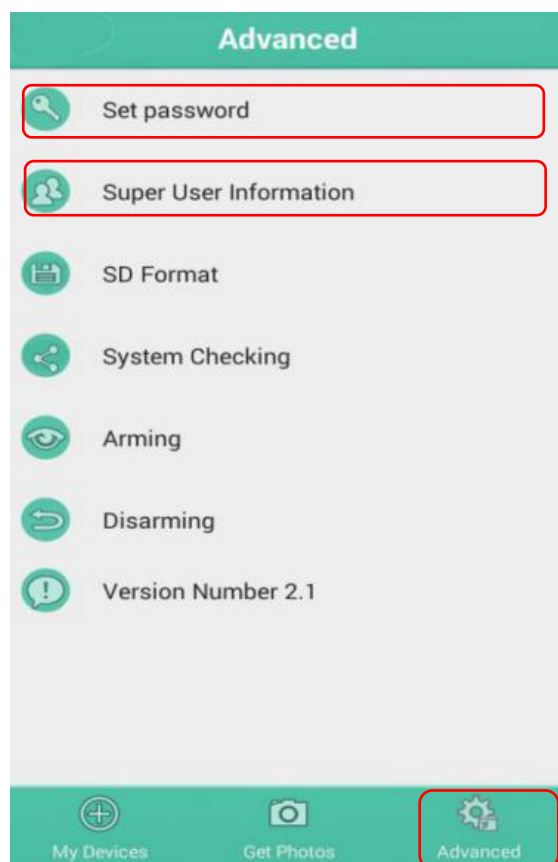 Advanced
Set password
Super User Information
SD Format
System Checking
Arming
Disarming
Version Number 2.1
My Devices Get Photos Advanced